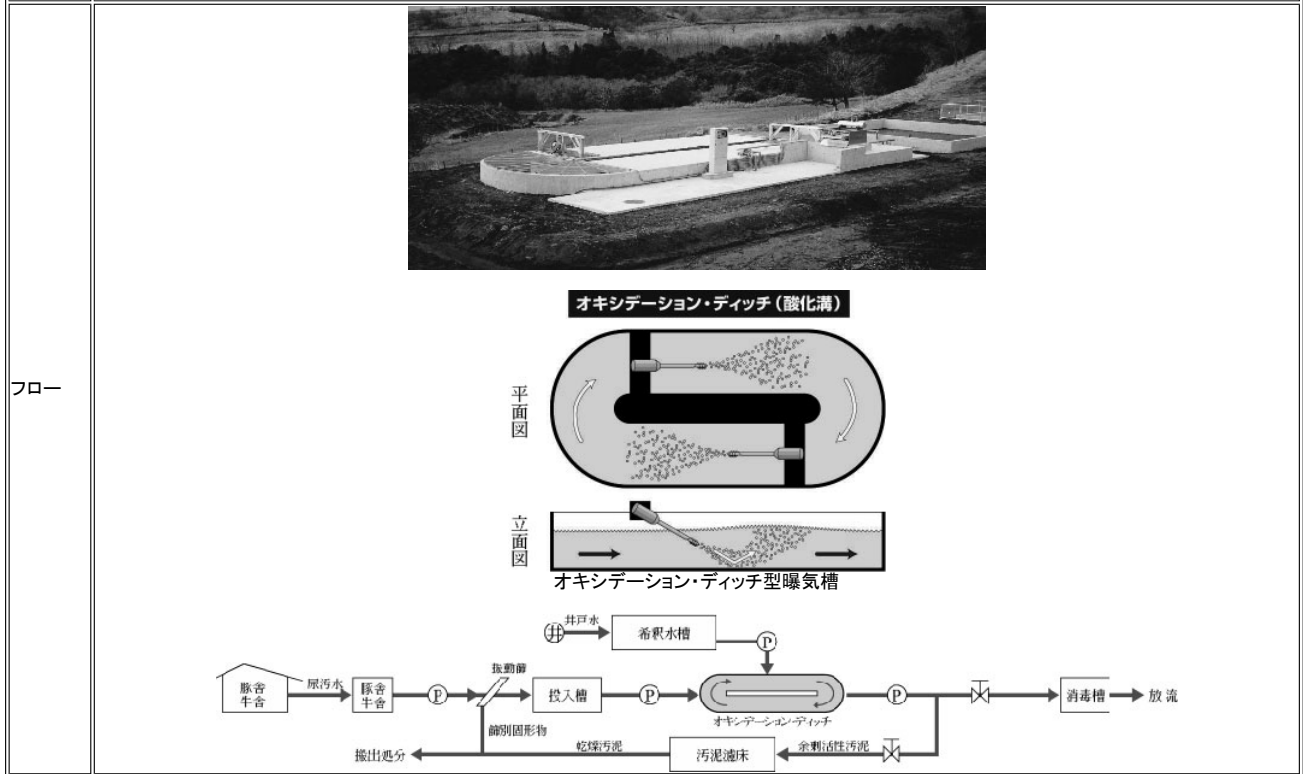 フロー
オキシデーション・ディッチ(酸化溝)
平面図
立面図
オキシデーション・ディッチ型曝気槽
井戸水
井
希釈水槽
P
豚舎
牛舎
尿汚水
豚舎
牛舎
P
振動篩
投入槽
P
オキシデーション・ディッチ
P
消毒槽
放流
篩別固形物
搬出処分
乾燥汚泥
汚泥濾床
余剰活性汚泥